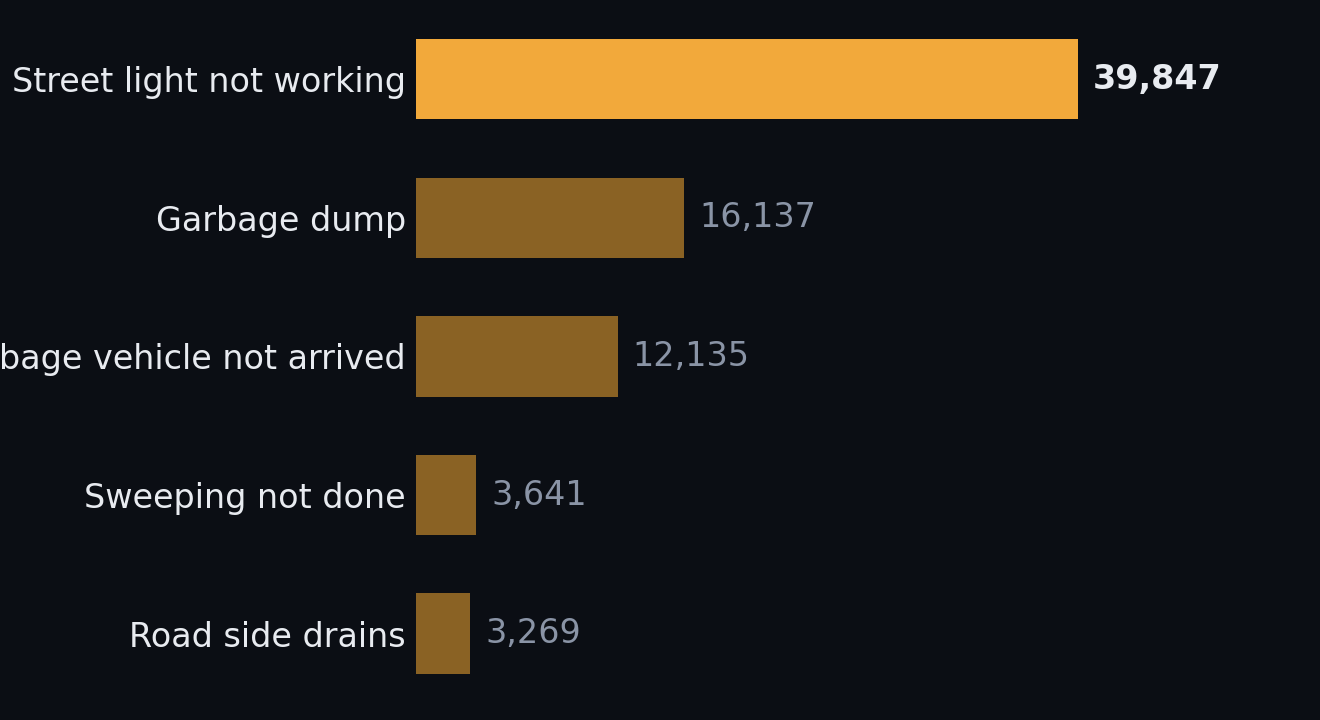 Street light not working 39,847
Garbage dump 16,137
bage vehicle not arrived 12,135
Sweeping not done 3,641
Road side drains 3,269